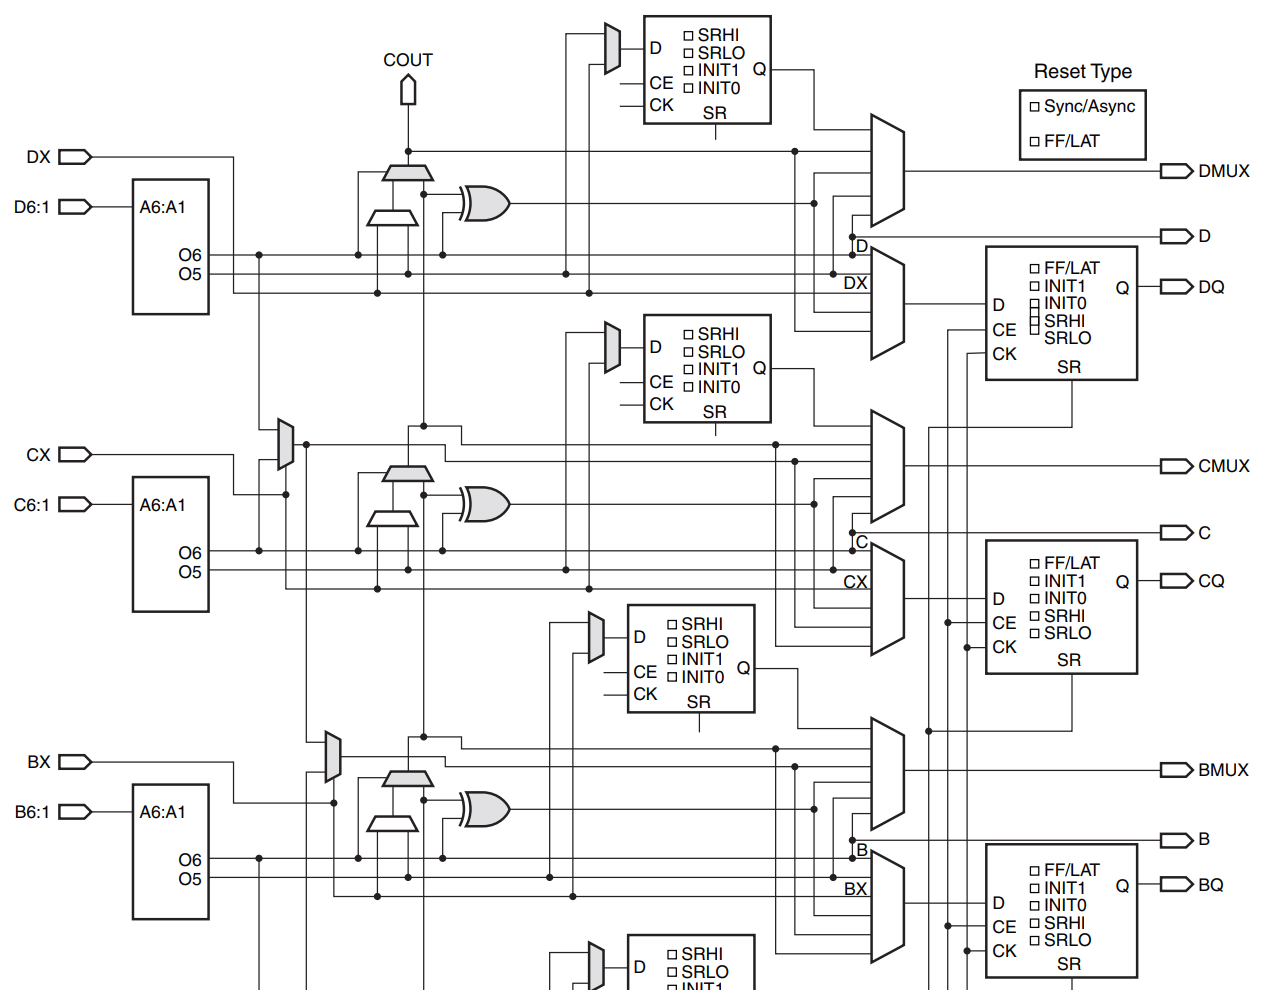 COUT
D
SRHI
SRLO
INIT1
INIT0
Q
CE
CK
SR
Reset Type
Sync/Async
FF/LAT
DX
D6:1
A6:A1
O6
O5
DMUX
D
D
DX
FF/LAT
INIT1
INIT0
SRHI
SRLO
D
CE
CK
Q
SR
DQ
D
SRHI
SRLO
INIT1
INIT0
Q
CE
CK
SR
CX
C6:1
A6:A1
O6
O5
CMUX
C
C
CX
FF/LAT
INIT1
INIT0
SRHI
SRLO
D
CE
CK
Q
SR
CQ
D
SRHI
SRLO
INIT1
INIT0
Q
CE
CK
SR
BX
B6:1
A6:A1
O6
O5
BMUX
B
B
BX
FF/LAT
INIT1
INIT0
SRHI
SRLO
D
CE
CK
Q
SR
BQ
D
SRHI
SRLO
INIT1